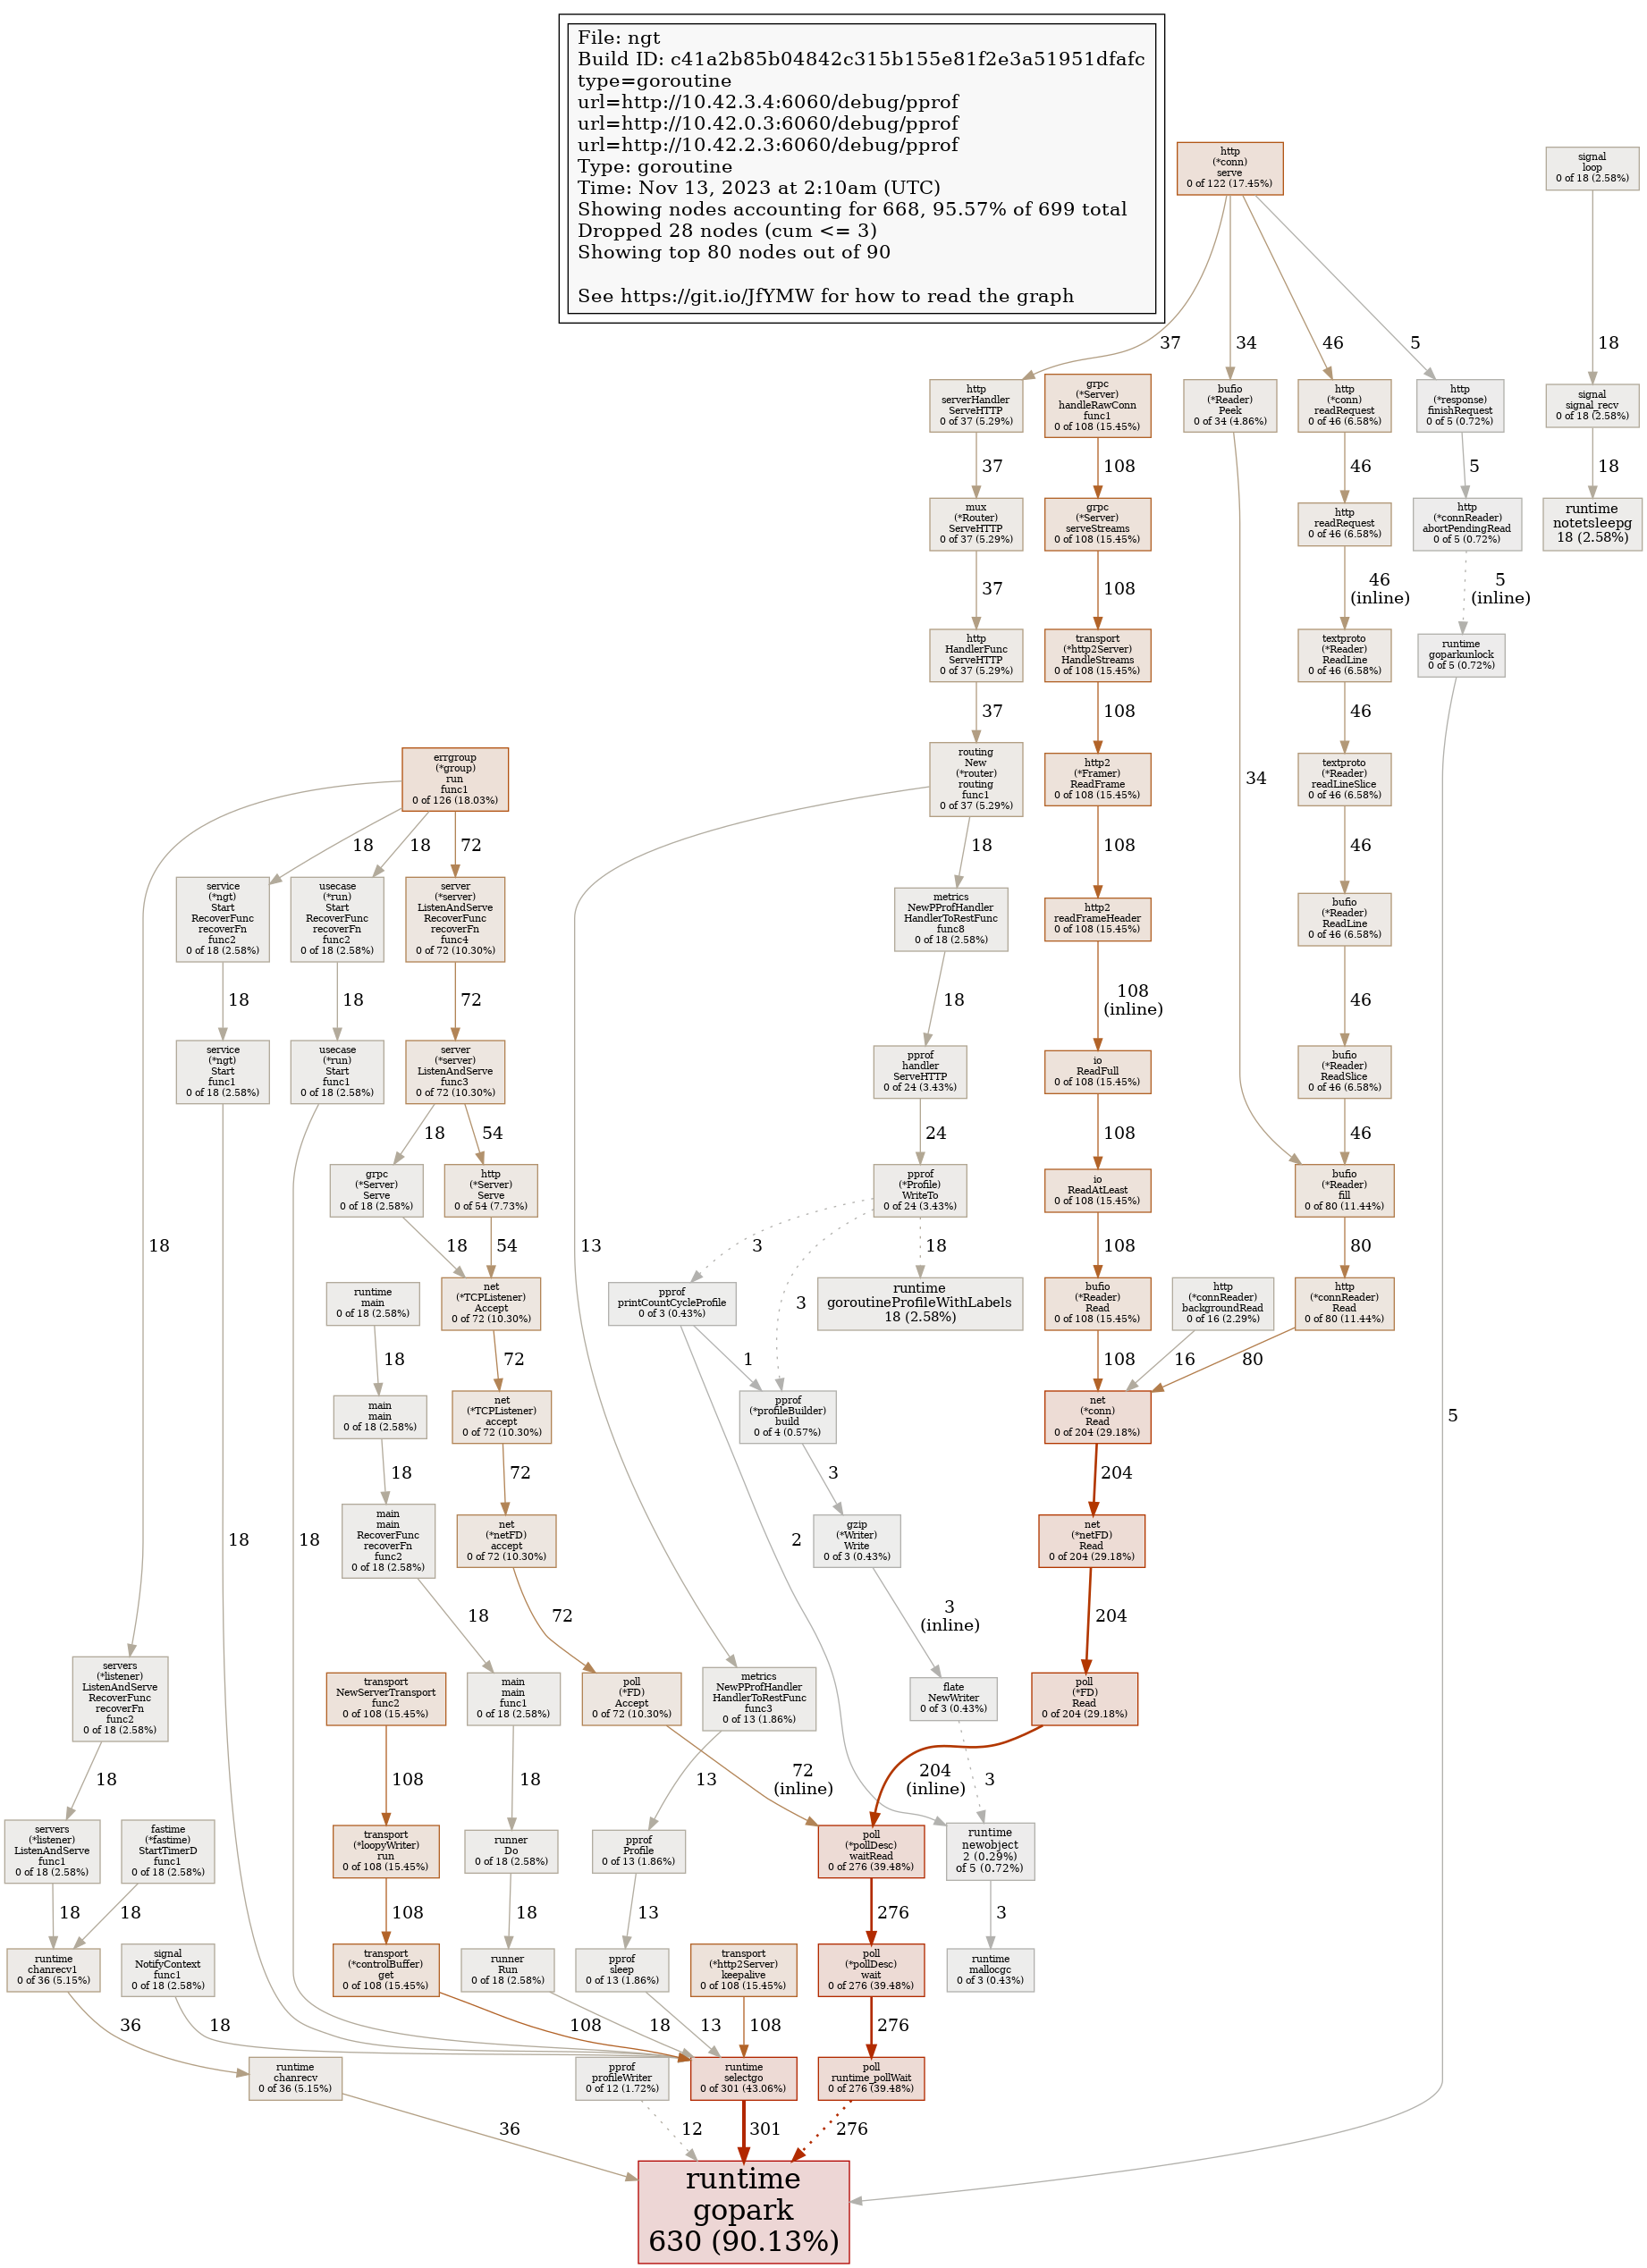 File: ngt
Build ID: c41a2b85b04842c315b155e81f2e3a51951dfafc
type=goroutine
url=http://10.42.3.4:6060/debug/pprof
url=http://10.42.0.3:6060/debug/pprof
url=http://10.42.2.3:6060/debug/pprof
Type: goroutine
Time: Nov 13, 2023 at 2:10am (UTC)
Showing nodes accounting for 668, 95.57% of 699 total
Dropped 28 nodes (cum <= 3)
Showing top 80 nodes out of 90
See https://git.io/JfYMW for how to read the graph
http
(*conn)
serve
0 of 122 (17.45%)
signal
loop
0 of 18 (2.58%)
37
34
46
5
18
http
serverHandler
ServeHTTP
0 of 37 (5.29%)
grpc
(*Server)
handleRawConn
func1
0 of 108 (15.45%)
bufio
(*Reader)
Peek
0 of 34 (4.86%)
http
(*conn)
readRequest
0 of 46 (6.58%)
http
(*response)
finishRequest
0 of 5 (0.72%)
signal
signal_recv
0 of 18 (2.58%)
37
108
46
5
18
mux
(*Router)
ServeHTTP
0 of 37 (5.29%)
grpc
(*Server)
serveStreams
0 of 108 (15.45%)
http
readRequest
0 of 46 (6.58%)
http
(*connReader)
abortPendingRead
0 of 5 (0.72%)
runtime
notetsleepg
18 (2.58%)
37
108
46
(inline)
5
(inline)
http
HandlerFunc
ServeHTTP
0 of 37 (5.29%)
transport
(*http2Server)
HandleStreams
0 of 108 (15.45%)
textproto
(*Reader)
ReadLine
0 of 46 (6.58%)
runtime
goparkunlock
0 of 5 (0.72%)
37
108
46
errgroup
(*group)
run
func1
0 of 126 (18.03%)
routing
New
(*router)
routing
func1
0 of 37 (5.29%)
http2
(*Framer)
ReadFrame
0 of 108 (15.45%)
34
textproto
(*Reader)
readLineSlice
0 of 46 (6.58%)
18
18
72
18
108
46
service
(*ngt)
Start
RecoverFunc
recoverFn
func2
0 of 18 (2.58%)
usecase
(*run)
Start
RecoverFunc
recoverFn
func2
0 of 18 (2.58%)
server
(*server)
ListenAndServe
RecoverFunc
recoverFn
func4
0 of 72 (10.30%)
metrics
NewPProfHandler
HandlerToRestFunc
func8
0 of 18 (2.58%)
http2
readFrameHeader
0 of 108 (15.45%)
bufio
(*Reader)
ReadLine
0 of 46 (6.58%)
18
18
72
18
108
(inline)
46
service
(*ngt)
Start
func1
0 of 18 (2.58%)
usecase
(*run)
Start
func1
0 of 18 (2.58%)
server
(*server)
ListenAndServe
func3
0 of 72 (10.30%)
pprof
handler
ServeHTTP
0 of 24 (3.43%)
io
ReadFull
0 of 108 (15.45%)
bufio
(*Reader)
ReadSlice
0 of 46 (6.58%)
18
54
24
108
46
grpc
(*Server)
Serve
0 of 18 (2.58%)
http
(*Server)
Serve
0 of 54 (7.73%)
pprof
(*Profile)
WriteTo
0 of 24 (3.43%)
io
ReadAtLeast
0 of 108 (15.45%)
bufio
(*Reader)
fill
0 of 80 (11.44%)
18
18
54
13
3
18
108
80
runtime
main
0 of 18 (2.58%)
net
(*TCPListener)
Accept
0 of 72 (10.30%)
pprof
printCountCycleProfile
0 of 3 (0.43%)
3
runtime
goroutineProfileWithLabels
18 (2.58%)
bufio
(*Reader)
Read
0 of 108 (15.45%)
http
(*connReader)
backgroundRead
0 of 16 (2.29%)
http
(*connReader)
Read
0 of 80 (11.44%)
18
72
1
108
16
80
main
main
0 of 18 (2.58%)
net
(*TCPListener)
accept
0 of 72 (10.30%)
pprof
(*profileBuilder)
build
0 of 4 (0.57%)
net
(*conn)
Read
0 of 204 (29.18%)
5
18
72
3
204
main
main
RecoverFunc
recoverFn
func2
0 of 18 (2.58%)
net
(*netFD)
accept
0 of 72 (10.30%)
gzip
(*Writer)
Write
0 of 3 (0.43%)
net
(*netFD)
Read
0 of 204 (29.18%)
18
18
2
18
72
3
(inline)
204
servers
(*listener)
ListenAndServe
RecoverFunc
recoverFn
func2
0 of 18 (2.58%)
transport
NewServerTransport
func2
0 of 108 (15.45%)
main
main
func1
0 of 18 (2.58%)
poll
(*FD)
Accept
0 of 72 (10.30%)
metrics
NewPProfHandler
HandlerToRestFunc
func3
0 of 13 (1.86%)
flate
NewWriter
0 of 3 (0.43%)
poll
(*FD)
Read
0 of 204 (29.18%)
18
108
18
13
72
(inline)
204
(inline)
3
servers
(*listener)
ListenAndServe
func1
0 of 18 (2.58%)
fastime
(*fastime)
StartTimerD
func1
0 of 18 (2.58%)
transport
(*loopyWriter)
run
0 of 108 (15.45%)
runner
Do
0 of 18 (2.58%)
pprof
Profile
0 of 13 (1.86%)
poll
(*pollDesc)
waitRead
0 of 276 (39.48%)
runtime
newobject
2 (0.29%)
of 5 (0.72%)
18
18
108
18
13
276
3
runtime
chanrecv1
0 of 36 (5.15%)
signal
NotifyContext
func1
0 of 18 (2.58%)
transport
(*controlBuffer)
get
0 of 108 (15.45%)
runner
Run
0 of 18 (2.58%)
pprof
sleep
0 of 13 (1.86%)
transport
(*http2Server)
keepalive
0 of 108 (15.45%)
poll
(*pollDesc)
wait
0 of 276 (39.48%)
runtime
mallocgc
0 of 3 (0.43%)
36
18
108
18
13
108
276
runtime
chanrecv
0 of 36 (5.15%)
pprof
profileWriter
0 of 12 (1.72%)
runtime
selectgo
0 of 301 (43.06%)
poll
runtime_pollWait
0 of 276 (39.48%)
36
12
301
276
runtime
gopark
630 (90.13%)